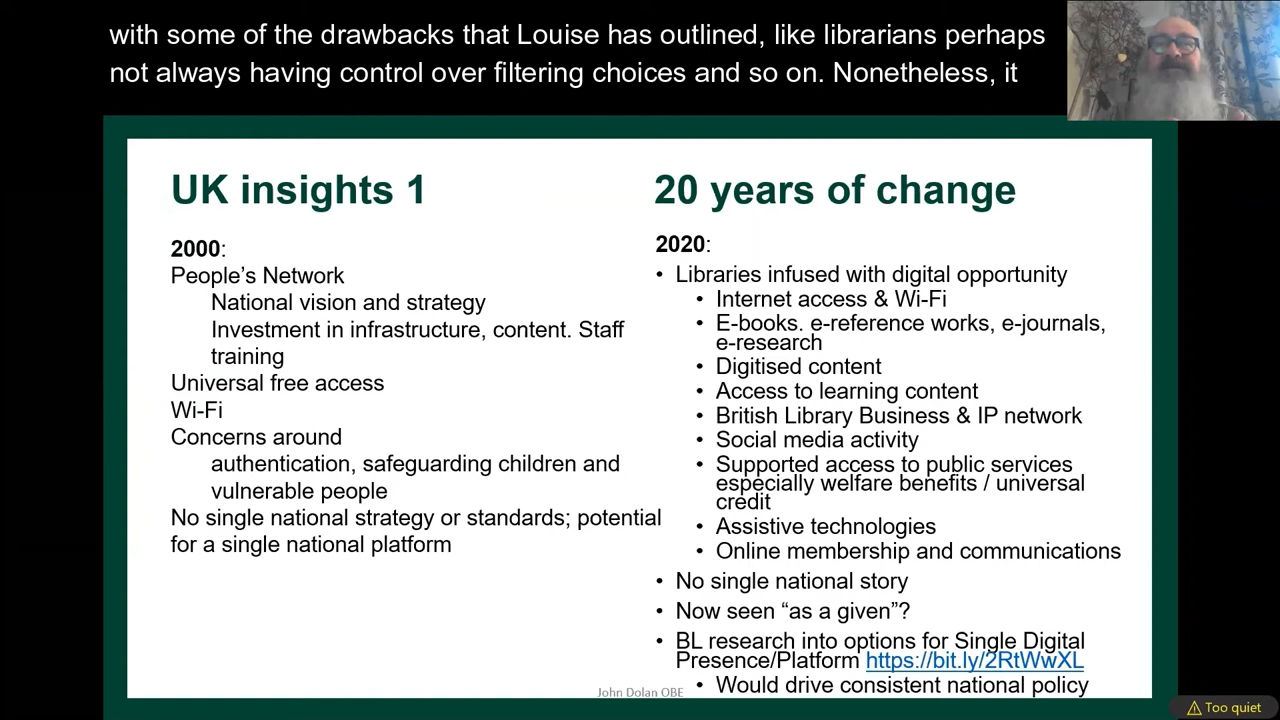 with some of the drawbacks that Louise has outlined, like librarians perhaps
not always having control over filtering choices and so on. Nonetheless, it
UK insights 1
2000:
People's Network
National vision and strategy
Investment in infrastructure, content. Staff
training
Universal free access
Wi-Fi
Concerns around
authentication, safeguarding children and
vulnerable people
No single national strategy or standards; potential
for a single national platform
20 years of change
2020:
• Libraries infused with digital opportunity
• Internet access & Wi-Fi
• E-books. e-reference works, e-journals,
e-research
• Digitised content
• Access to learning content
• British Library Business & IP network
• Social media activity
• Supported access to public services
especially welfare benefits / universal
credit
• Assistive technologies
• Online membership and communications
• No single national story
• Now seen “as a given”?
• BL research into options for Single Digital
Presence/Platform https://bit.ly/2RtWwXL
• Would drive consistent national policy
John Dolan OBE
Too quiet